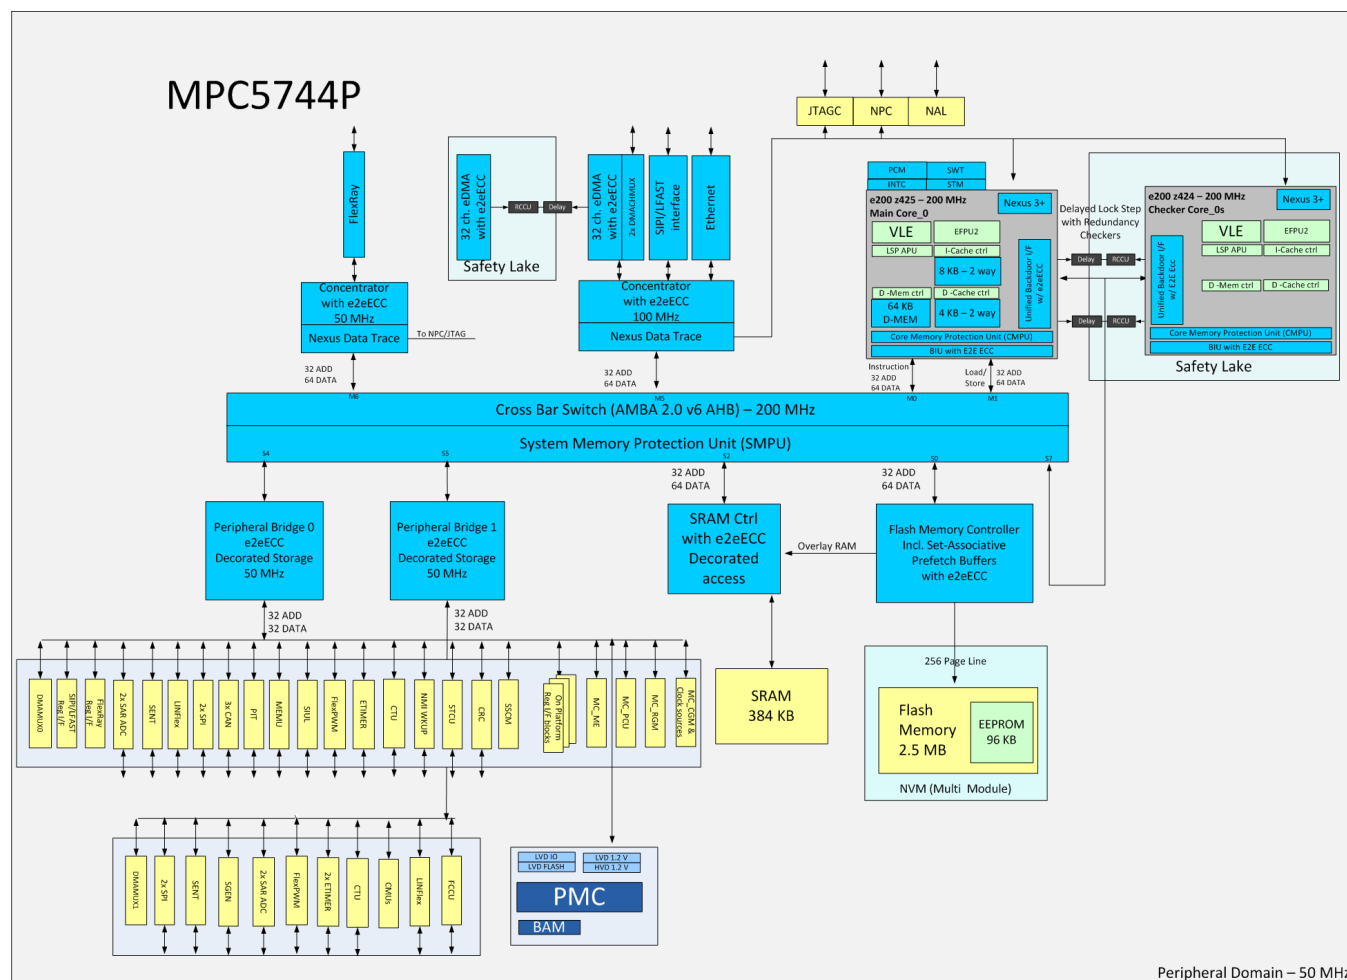 MPC5744P
JTAGC
NPC
NAL
FlexRay
32 ch. eDMA
with e2eECC
RCCU
Delay
Safety Lake
32 ch. eDMA
with e2eECC
2x DMACHMUX
SIPI/LFAST
interface
Ethernet
PCM
SWT
INTC
STM
e200 z425 – 200 MHz
Main Core_0
Nexus 3+
VLE
EFPU2
LSP APU
I-Cache ctrl
8 KB – 2 way
D -Mem ctrl
D -Cache ctrl
64 KB
D-MEM
4 KB – 2 way
Unified Backdoor I/F
w/ e2eECC
Core Memory Protection Unit (CMPU)
BIU with E2E ECC
Delayed Lock Step
with Redundancy
Checkers
Delay
RCCU
Delay
RCCU
e200 z424 – 200 MHz
Checker Core_0s
Nexus 3+
VLE
EFPU2
LSP APU
I-Cache ctrl
D -Mem ctrl
D -Cache ctrl
Unified Backdoor I/F
w/ E2E Ecc
Core Memory Protection Unit (CMPU)
BIU with E2E ECC
Safety Lake
Concentrator
with e2eECC
50 MHz
Nexus Data Trace
To NPC/JTAG
Concentrator
with e2eECC
100 MHz
Nexus Data Trace
32 ADD
64 DATA
32 ADD
64 DATA
Instruction
32 ADD
64 DATA
Load/
Store
32 ADD
64 DATA
M6
M5
M0
M1
Cross Bar Switch (AMBA 2.0 v6 AHB) – 200 MHz
System Memory Protection Unit (SMPU)
S4
S5
S2
S0
S7
32 ADD
64 DATA
32 ADD
64 DATA
Peripheral Bridge 0
e2eECC
Decorated Storage
50 MHz
Peripheral Bridge 1
e2eECC
Decorated Storage
50 MHz
SRAM Ctrl
with e2eECC
Decorated
access
Overlay RAM
Flash Memory Controller
Incl. Set-Associative
Prefetch Buffers
with e2eECC
32 ADD
32 DATA
32 ADD
32 DATA
DMAMUX0
SIPI/LFAST
Reg I/F
FlexRay
Reg I/F
2x SAR ADC
SENT
LINFlex
2x SPI
3x CAN
PIT
MEMU
SIUL
FlexPWM
ETIMER
CTU
NMI WKUP
STCU
CRC
SSCM
On Platform
Reg I/F blocks
MC_ME
MC_PCU
MC_RGM
MC_CGM &
Clock sources
SRAM
384 KB
256 Page Line
Flash
Memory
2.5 MB
EEPROM
96 KB
NVM (Multi Module)
DMAMUX1
2x SPI
SENT
SGEN
2x SAR ADC
FlexPWM
2x ETIMER
CTU
CMUs
LINFlex
FCCU
LVD IO
LVD 1.2 V
LVD FLASH
HVD 1.2 V
PMC
BAM
Peripheral Domain – 50 MHz